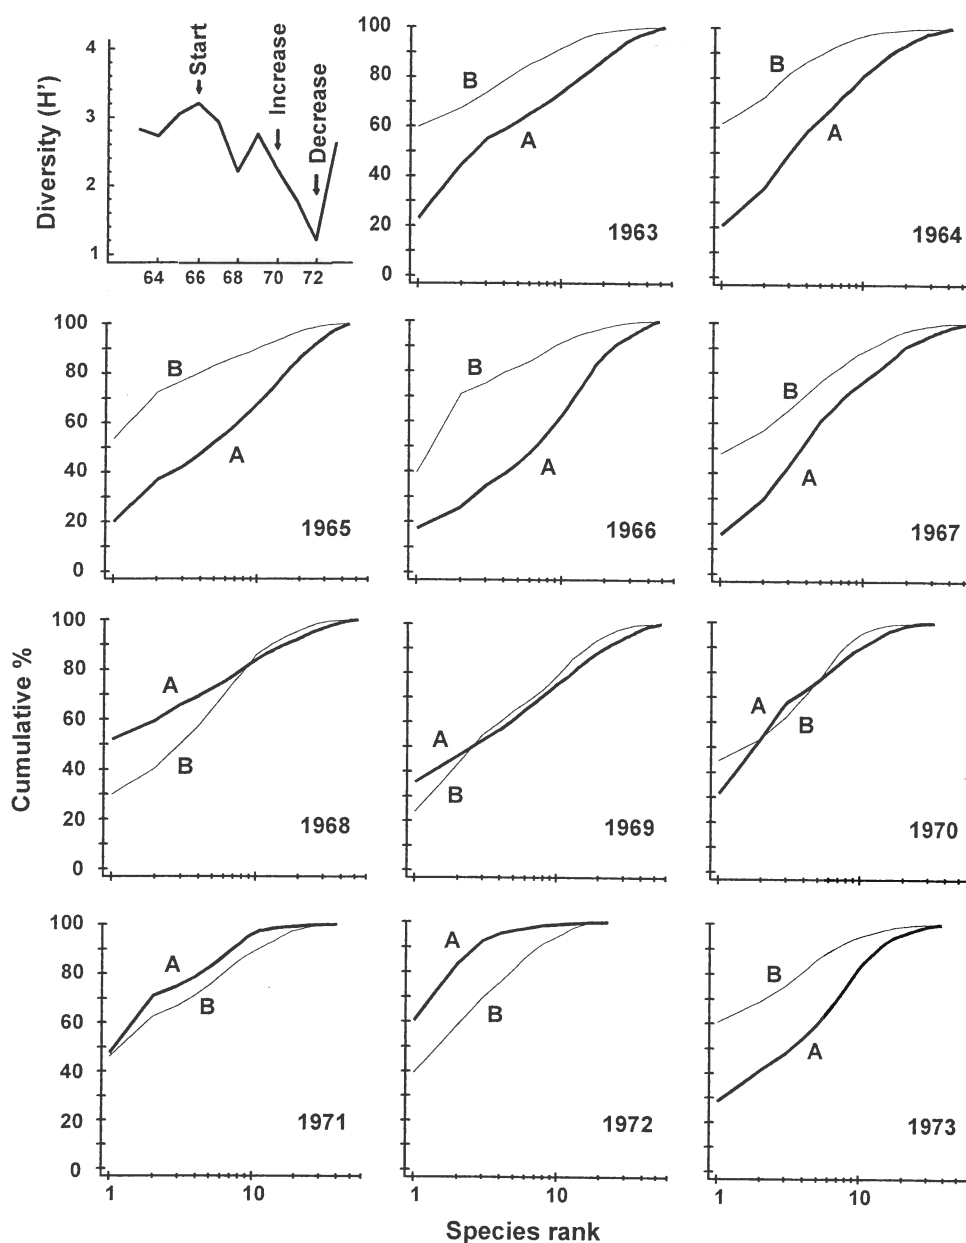 Diversity (H')
4
3
2
1
64 66 68 70 72
Start
Increase
Decrease
100
80
60
40
20
0
B
A
1963
B
A
1964
100
80
60
40
20
0
B
A
1965
B
A
1966
B
A
1967
Cumulative %
100
80
60
40
20
0
A
B
1968
A
B
1969
A
B
1970
100
80
60
40
20
0
A
B
1971
1 10
A
B
1972
1 10
B
A
1973
1 10
Species rank